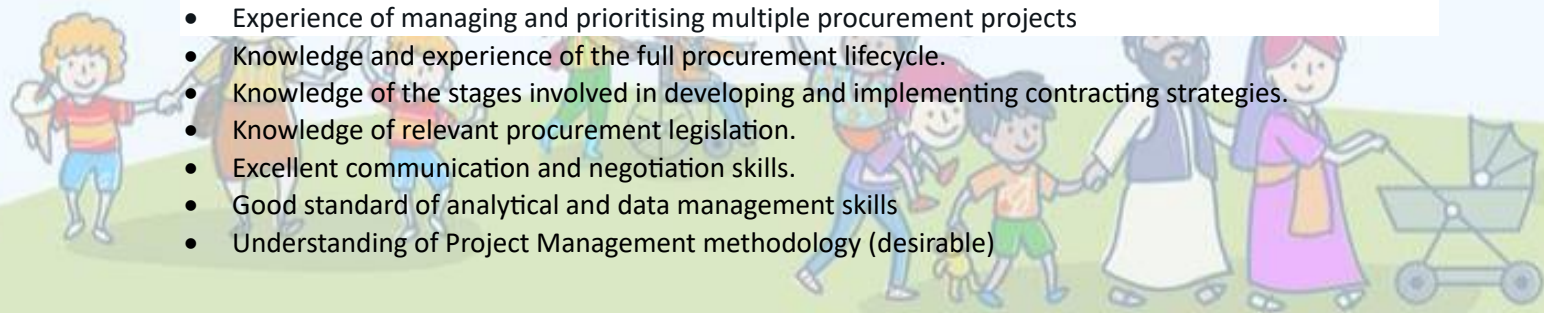 • Experience of managing and prioritising multiple procurement projects
• Knowledge and experience of the full procurement lifecycle.
• Knowledge of the stages involved in developing and implementing contracting strategies.
• Knowledge of relevant procurement legislation.
• Excellent communication and negotiation skills.
• Good standard of analytical and data management skills
• Understanding of Project Management methodology (desirable)